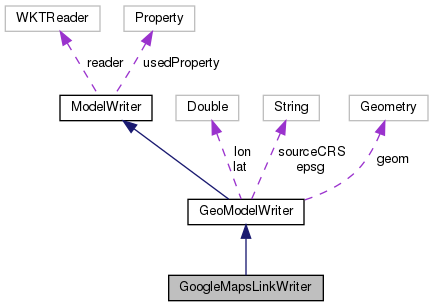 WKTReader
Property
reader
usedProperty
ModelWriter
Double
String
Geometry
lon
lat
sourceCRS
epsg
geom
GeoModelWriter
GoogleMapsLinkWriter